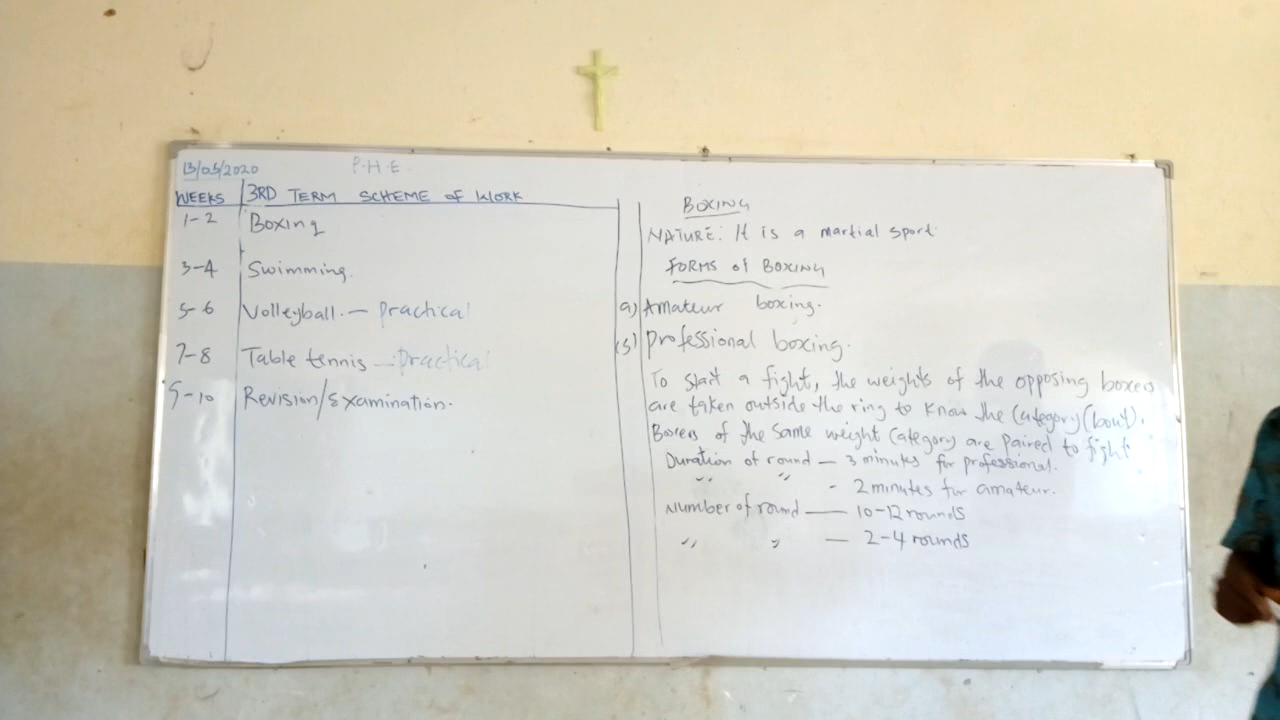 13/05/2020 P.H.E.
WEEKS 3RD TERM SCHEME of WORK
1-2 Boxing
3-4 Swimming.
5-6 Volleyball. — Practical
7-8 Table tennis — Practical
9-10 Revision/Examination.
BOXING
NATURE: It is a martial sport.
FORMS of BOXING
a) Amateur boxing.
(b) Professional boxing.
To start a fight, the weights of the opposing boxers
are taken outside the ring to know the category (bout).
Boxers of the same weight category are paired to fight.
Duration of round — 3 minutes for professional.
" " - 2 minutes for amateur.
Number of round — 10-12 rounds
" " — 2-4 rounds